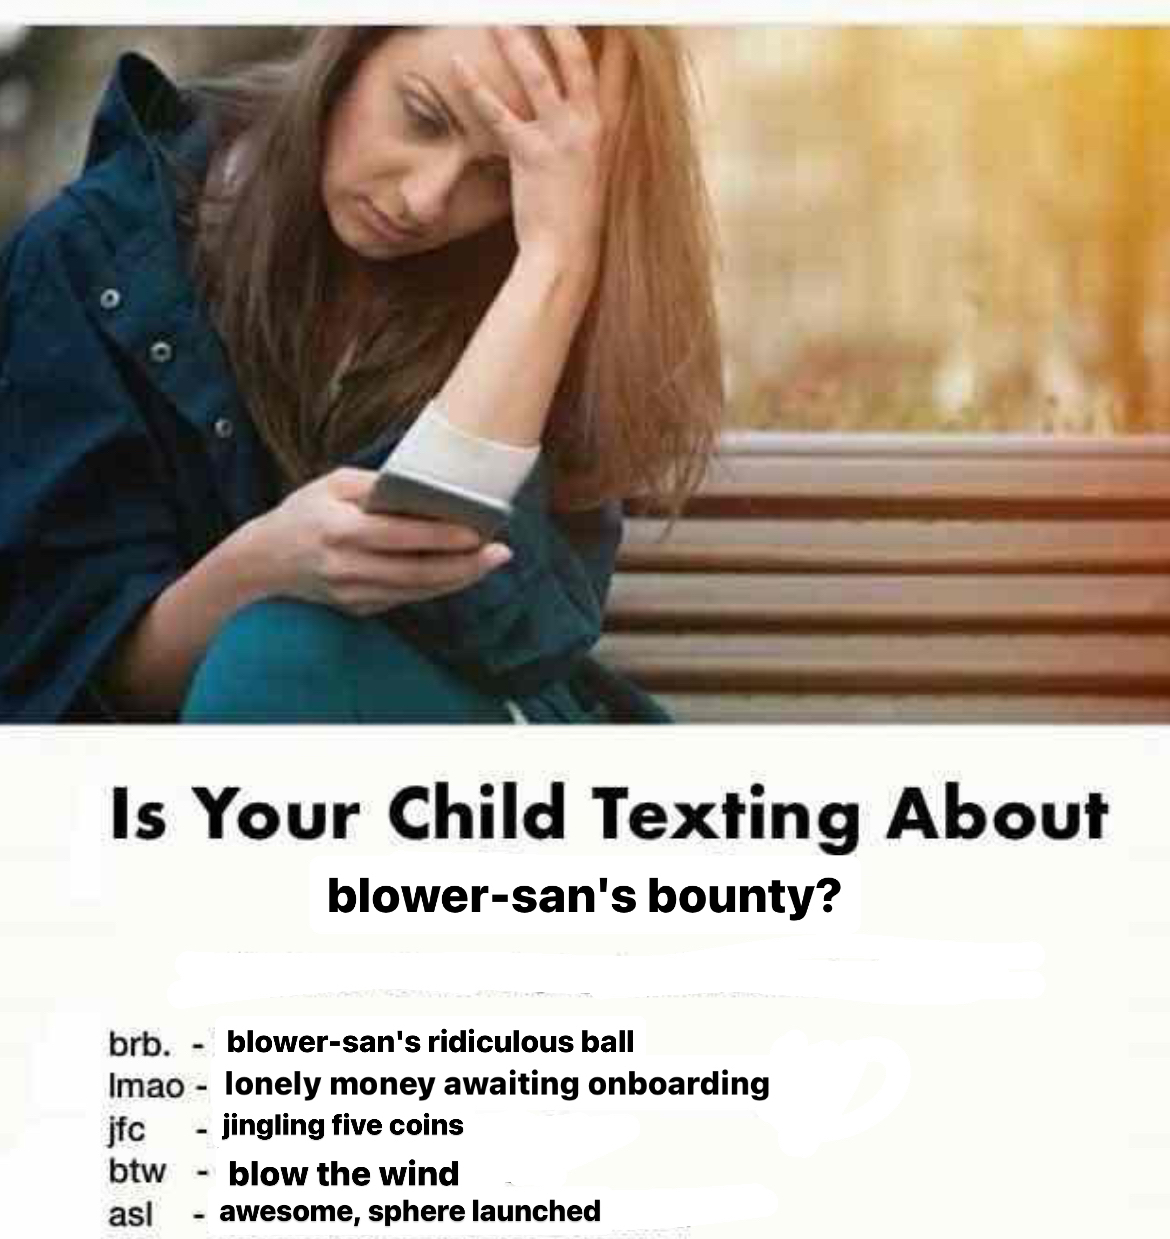 Is Your Child Texting About
blower-san's bounty?
brb. - blower-san's ridiculous ball
lmao - lonely money awaiting onboarding
jfc - jingling five coins
btw - blow the wind
asl - awesome, sphere launched